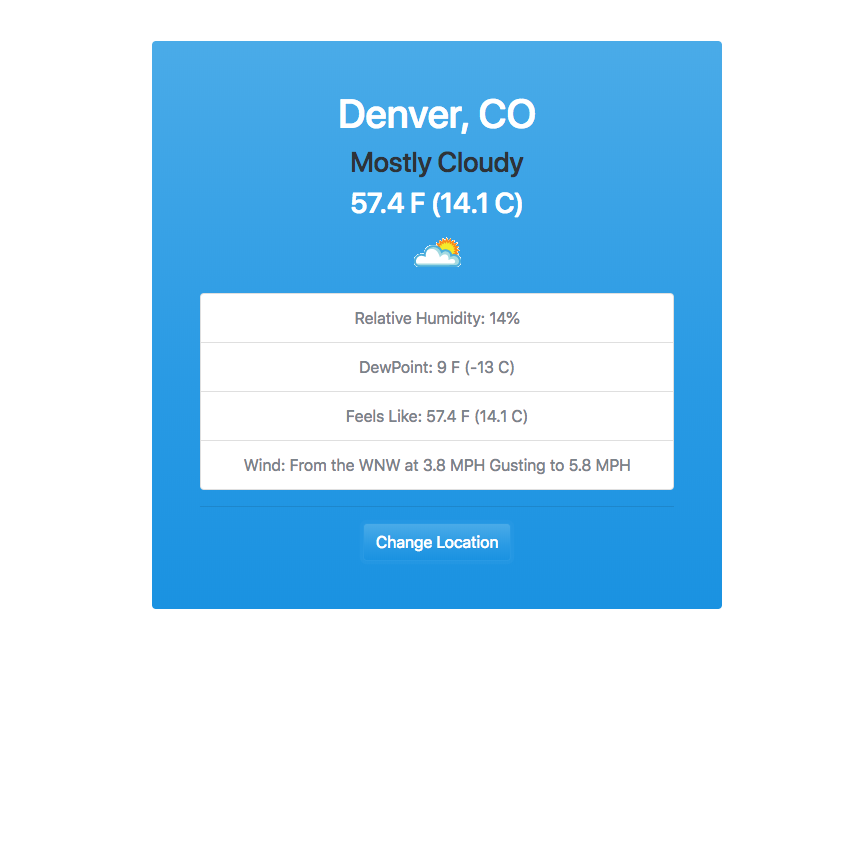 Denver, CO
Mostly Cloudy
57.4 F (14.1 C)
Relative Humidity: 14%
DewPoint: 9 F (-13 C)
Feels Like: 57.4 F (14.1 C)
Wind: From the WNW at 3.8 MPH Gusting to 5.8 MPH
Change Location